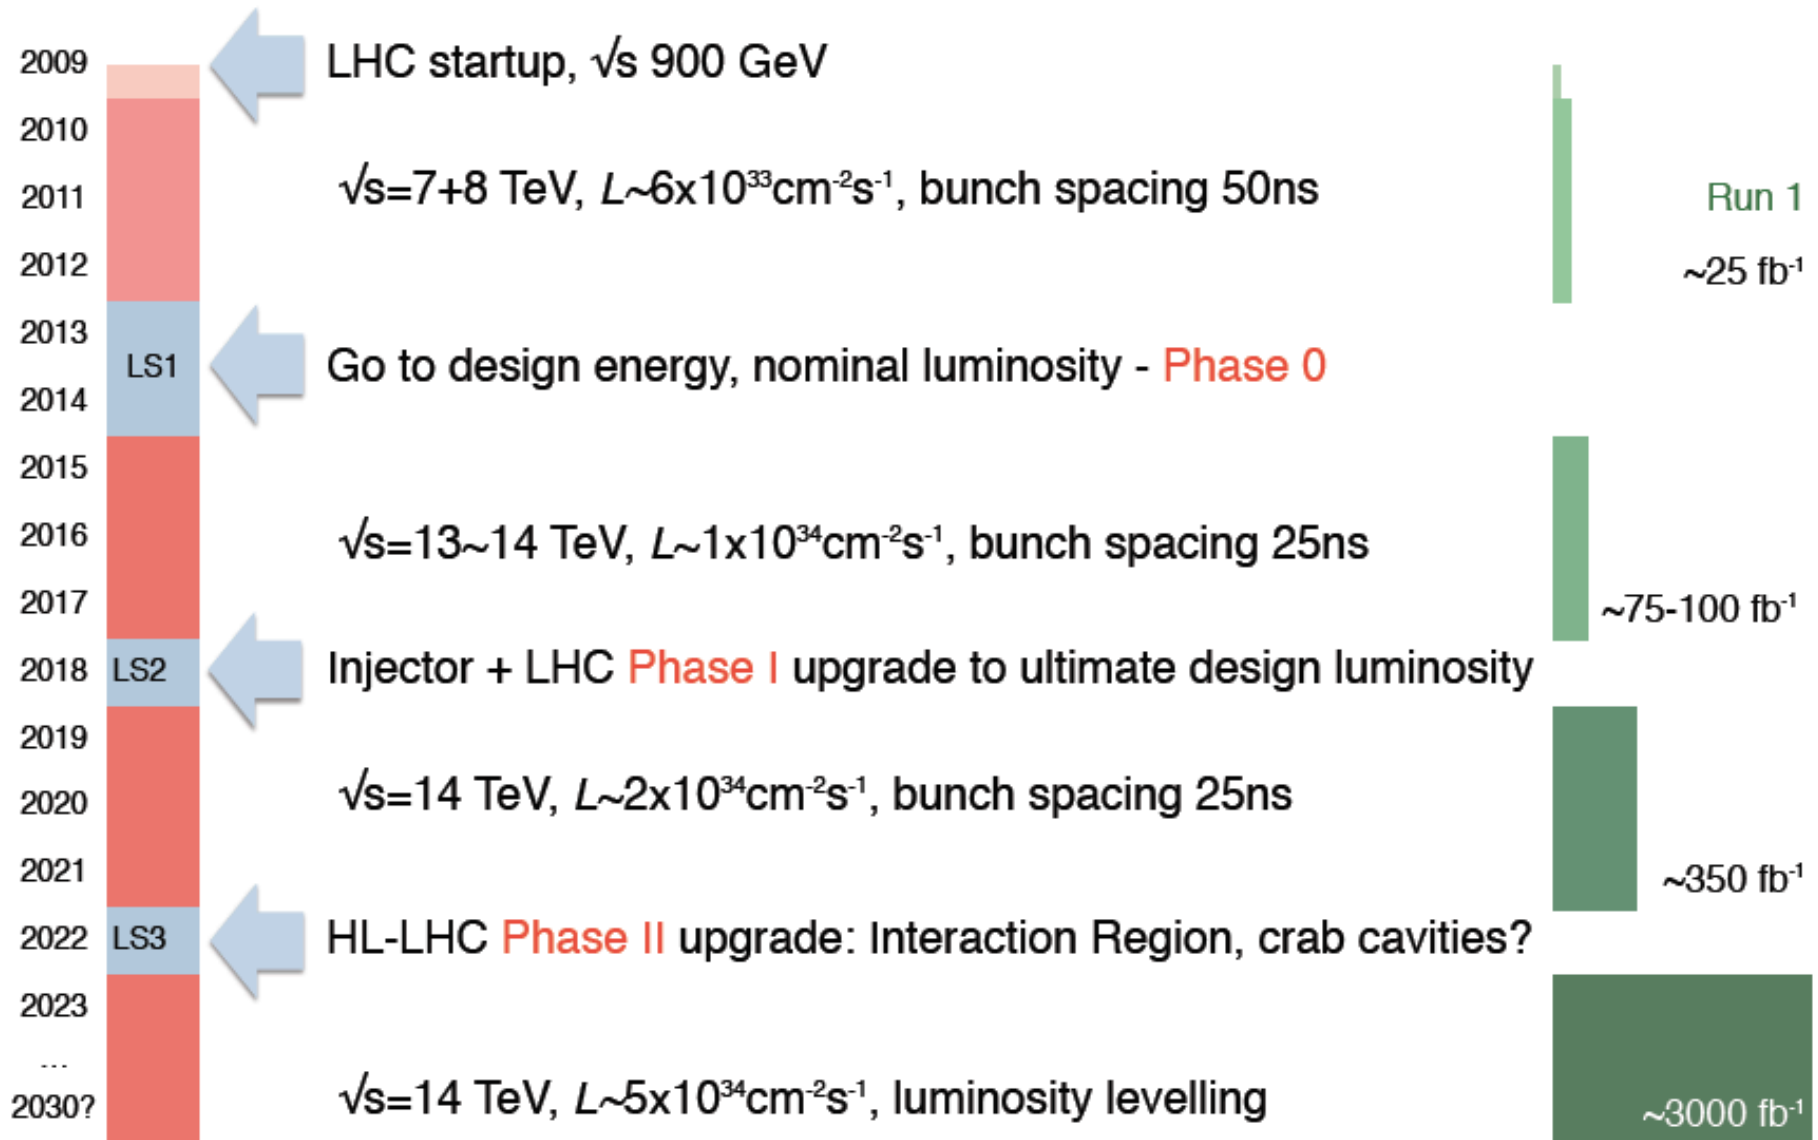 2009 LHC startup, √s 900 GeV
2010
√s=7+8 TeV, L~6x10³³cm⁻²s⁻¹, bunch spacing 50ns
2011 Run 1
2012 ~25 fb⁻¹
2013
LS1 Go to design energy, nominal luminosity - Phase 0
2014
2015
2016 √s=13~14 TeV, L~1x10³⁴cm⁻²s⁻¹, bunch spacing 25ns
2017 ~75-100 fb⁻¹
2018 LS2 Injector + LHC Phase I upgrade to ultimate design luminosity
2019
2020 √s=14 TeV, L~2x10³⁴cm⁻²s⁻¹, bunch spacing 25ns
2021 ~350 fb⁻¹
2022 LS3 HL-LHC Phase II upgrade: Interaction Region, crab cavities?
2023
...
2030? √s=14 TeV, L~5x10³⁴cm⁻²s⁻¹, luminosity levelling ~3000 fb⁻¹